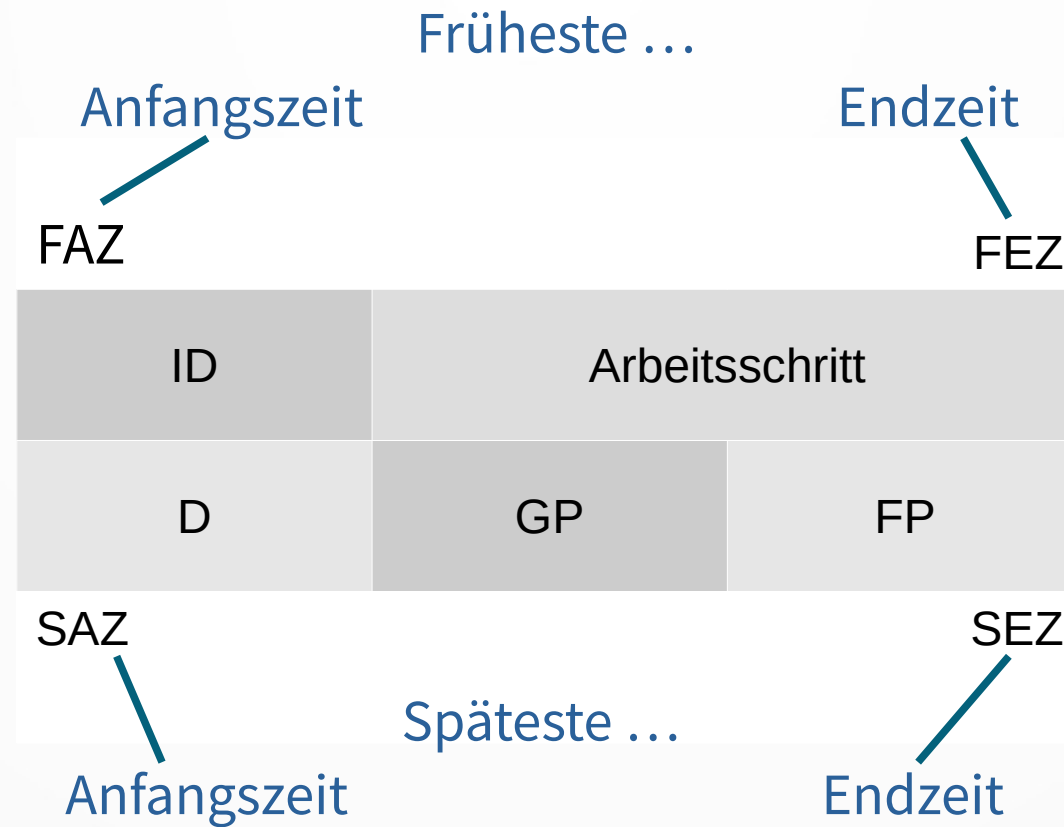 Früheste …
Anfangszeit Endzeit
FAZ FEZ
ID Arbeitsschritt
D GP FP
SAZ SEZ
Späteste …
Anfangszeit Endzeit